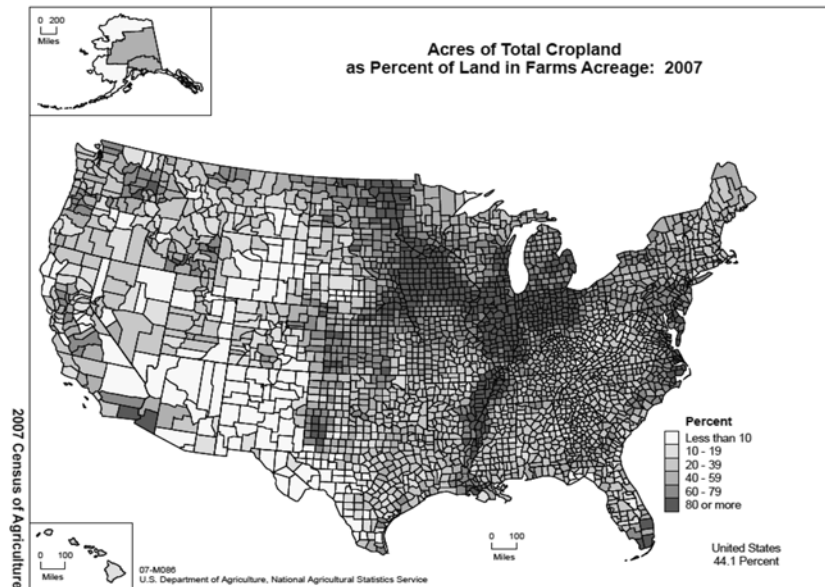 0 200
Miles
Acres of Total Cropland
as Percent of Land in Farms Acreage: 2007
2007 Census of Agriculture
Percent
Less than 10
10 - 19
20 - 39
40 - 59
60 - 79
80 or more
0 100
Miles
0 100
Miles
07-M086
U.S. Department of Agriculture, National Agricultural Statistics Service
United States
44.1 Percent